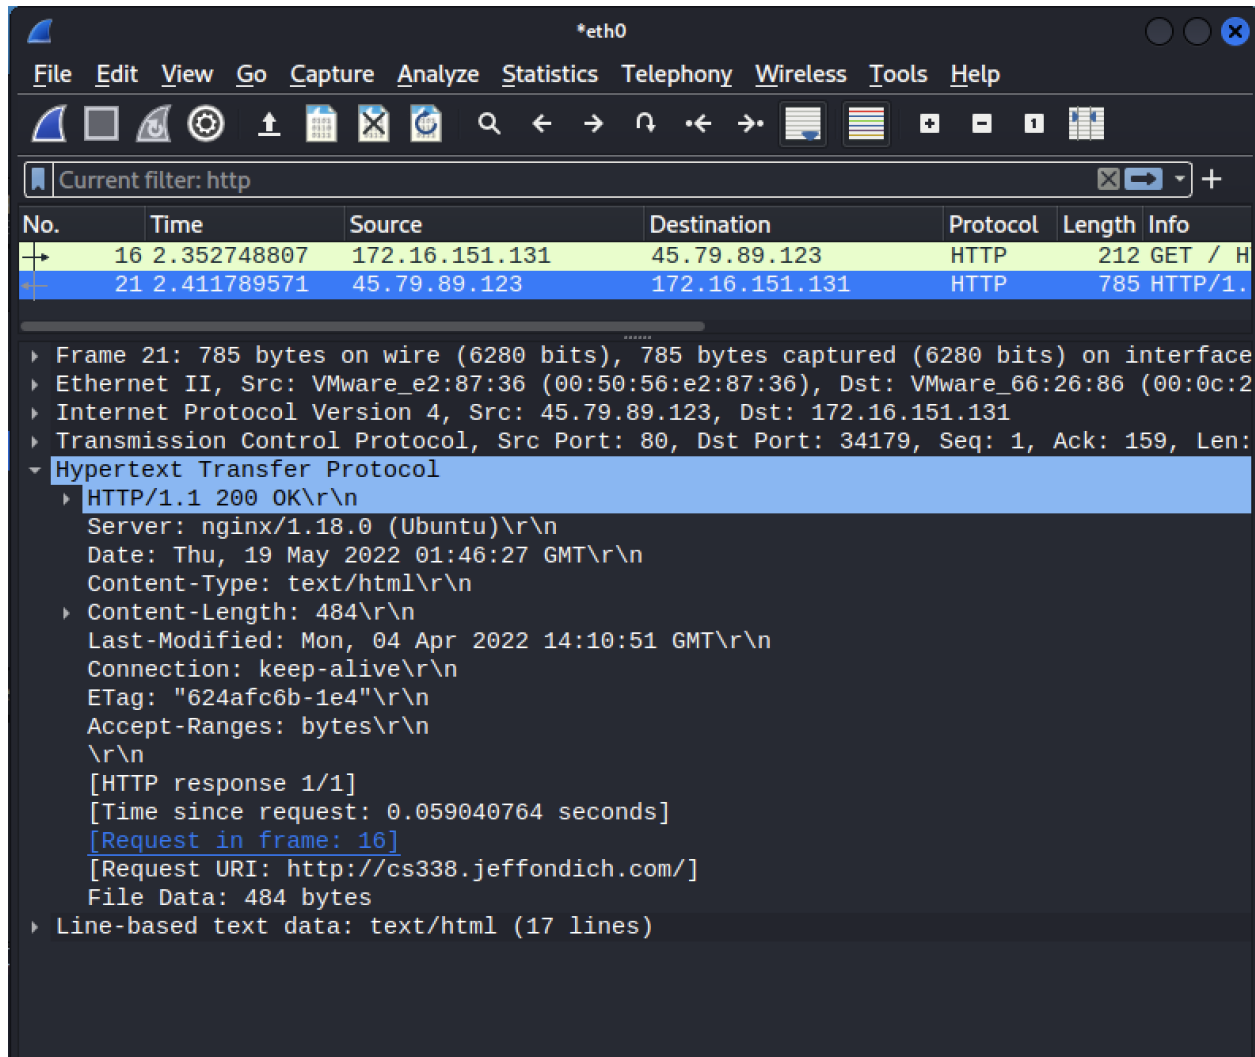 *eth0
File Edit View Go Capture Analyze Statistics Telephony Wireless Tools Help
Current filter: http
No. Time Source Destination Protocol Length Info
16 2.352748807 172.16.151.131 45.79.89.123 HTTP 212 GET / H
21 2.411789571 45.79.89.123 172.16.151.131 HTTP 785 HTTP/1.
Frame 21: 785 bytes on wire (6280 bits), 785 bytes captured (6280 bits) on interface
Ethernet II, Src: VMware_e2:87:36 (00:50:56:e2:87:36), Dst: VMware_66:26:86 (00:0c:2
Internet Protocol Version 4, Src: 45.79.89.123, Dst: 172.16.151.131
Transmission Control Protocol, Src Port: 80, Dst Port: 34179, Seq: 1, Ack: 159, Len:
Hypertext Transfer Protocol
HTTP/1.1 200 OK\r\n
Server: nginx/1.18.0 (Ubuntu)\r\n
Date: Thu, 19 May 2022 01:46:27 GMT\r\n
Content-Type: text/html\r\n
Content-Length: 484\r\n
Last-Modified: Mon, 04 Apr 2022 14:10:51 GMT\r\n
Connection: keep-alive\r\n
ETag: "624afc6b-1e4"\r\n
Accept-Ranges: bytes\r\n
\r\n
[HTTP response 1/1]
[Time since request: 0.059040764 seconds]
[Request in frame: 16]
[Request URI: http://cs338.jeffondich.com/]
File Data: 484 bytes
Line-based text data: text/html (17 lines)